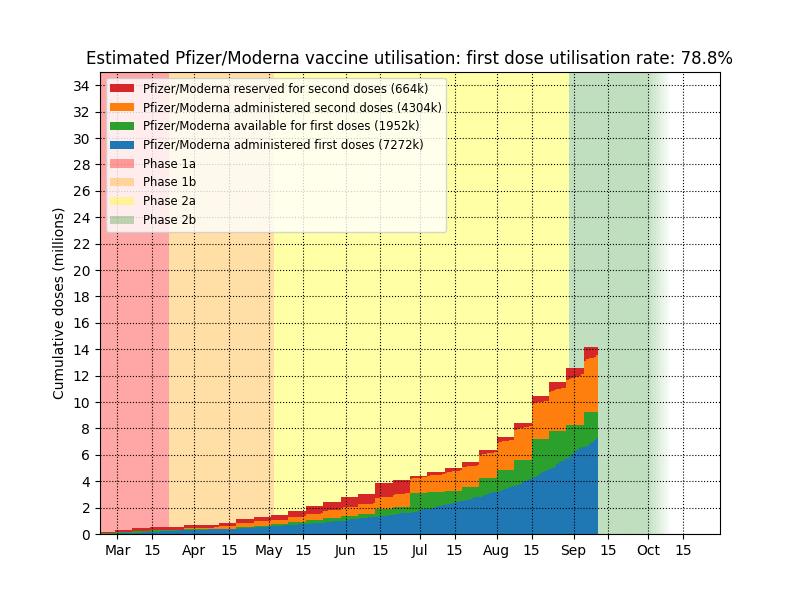 Estimated Pfizer/Moderna vaccine utilisation: first dose utilisation rate: 78.8%
Cumulative doses (millions)
34
32
30
28
26
24
22
20
18
16
14
12
10
8
6
4
2
0
Pfizer/Moderna reserved for second doses (664k)
Pfizer/Moderna administered second doses (4304k)
Pfizer/Moderna available for first doses (1952k)
Pfizer/Moderna administered first doses (7272k)
Phase 1a
Phase 1b
Phase 2a
Phase 2b
Mar 15 Apr 15 May 15 Jun 15 Jul 15 Aug 15 Sep 15 Oct 15